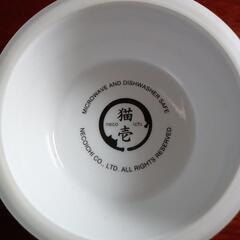 MICROWAVE AND DISHWASHER SAFE
猫
neco ichi
壱
NECOICHI CO., LTD. ALL RIGHTS RESERVED